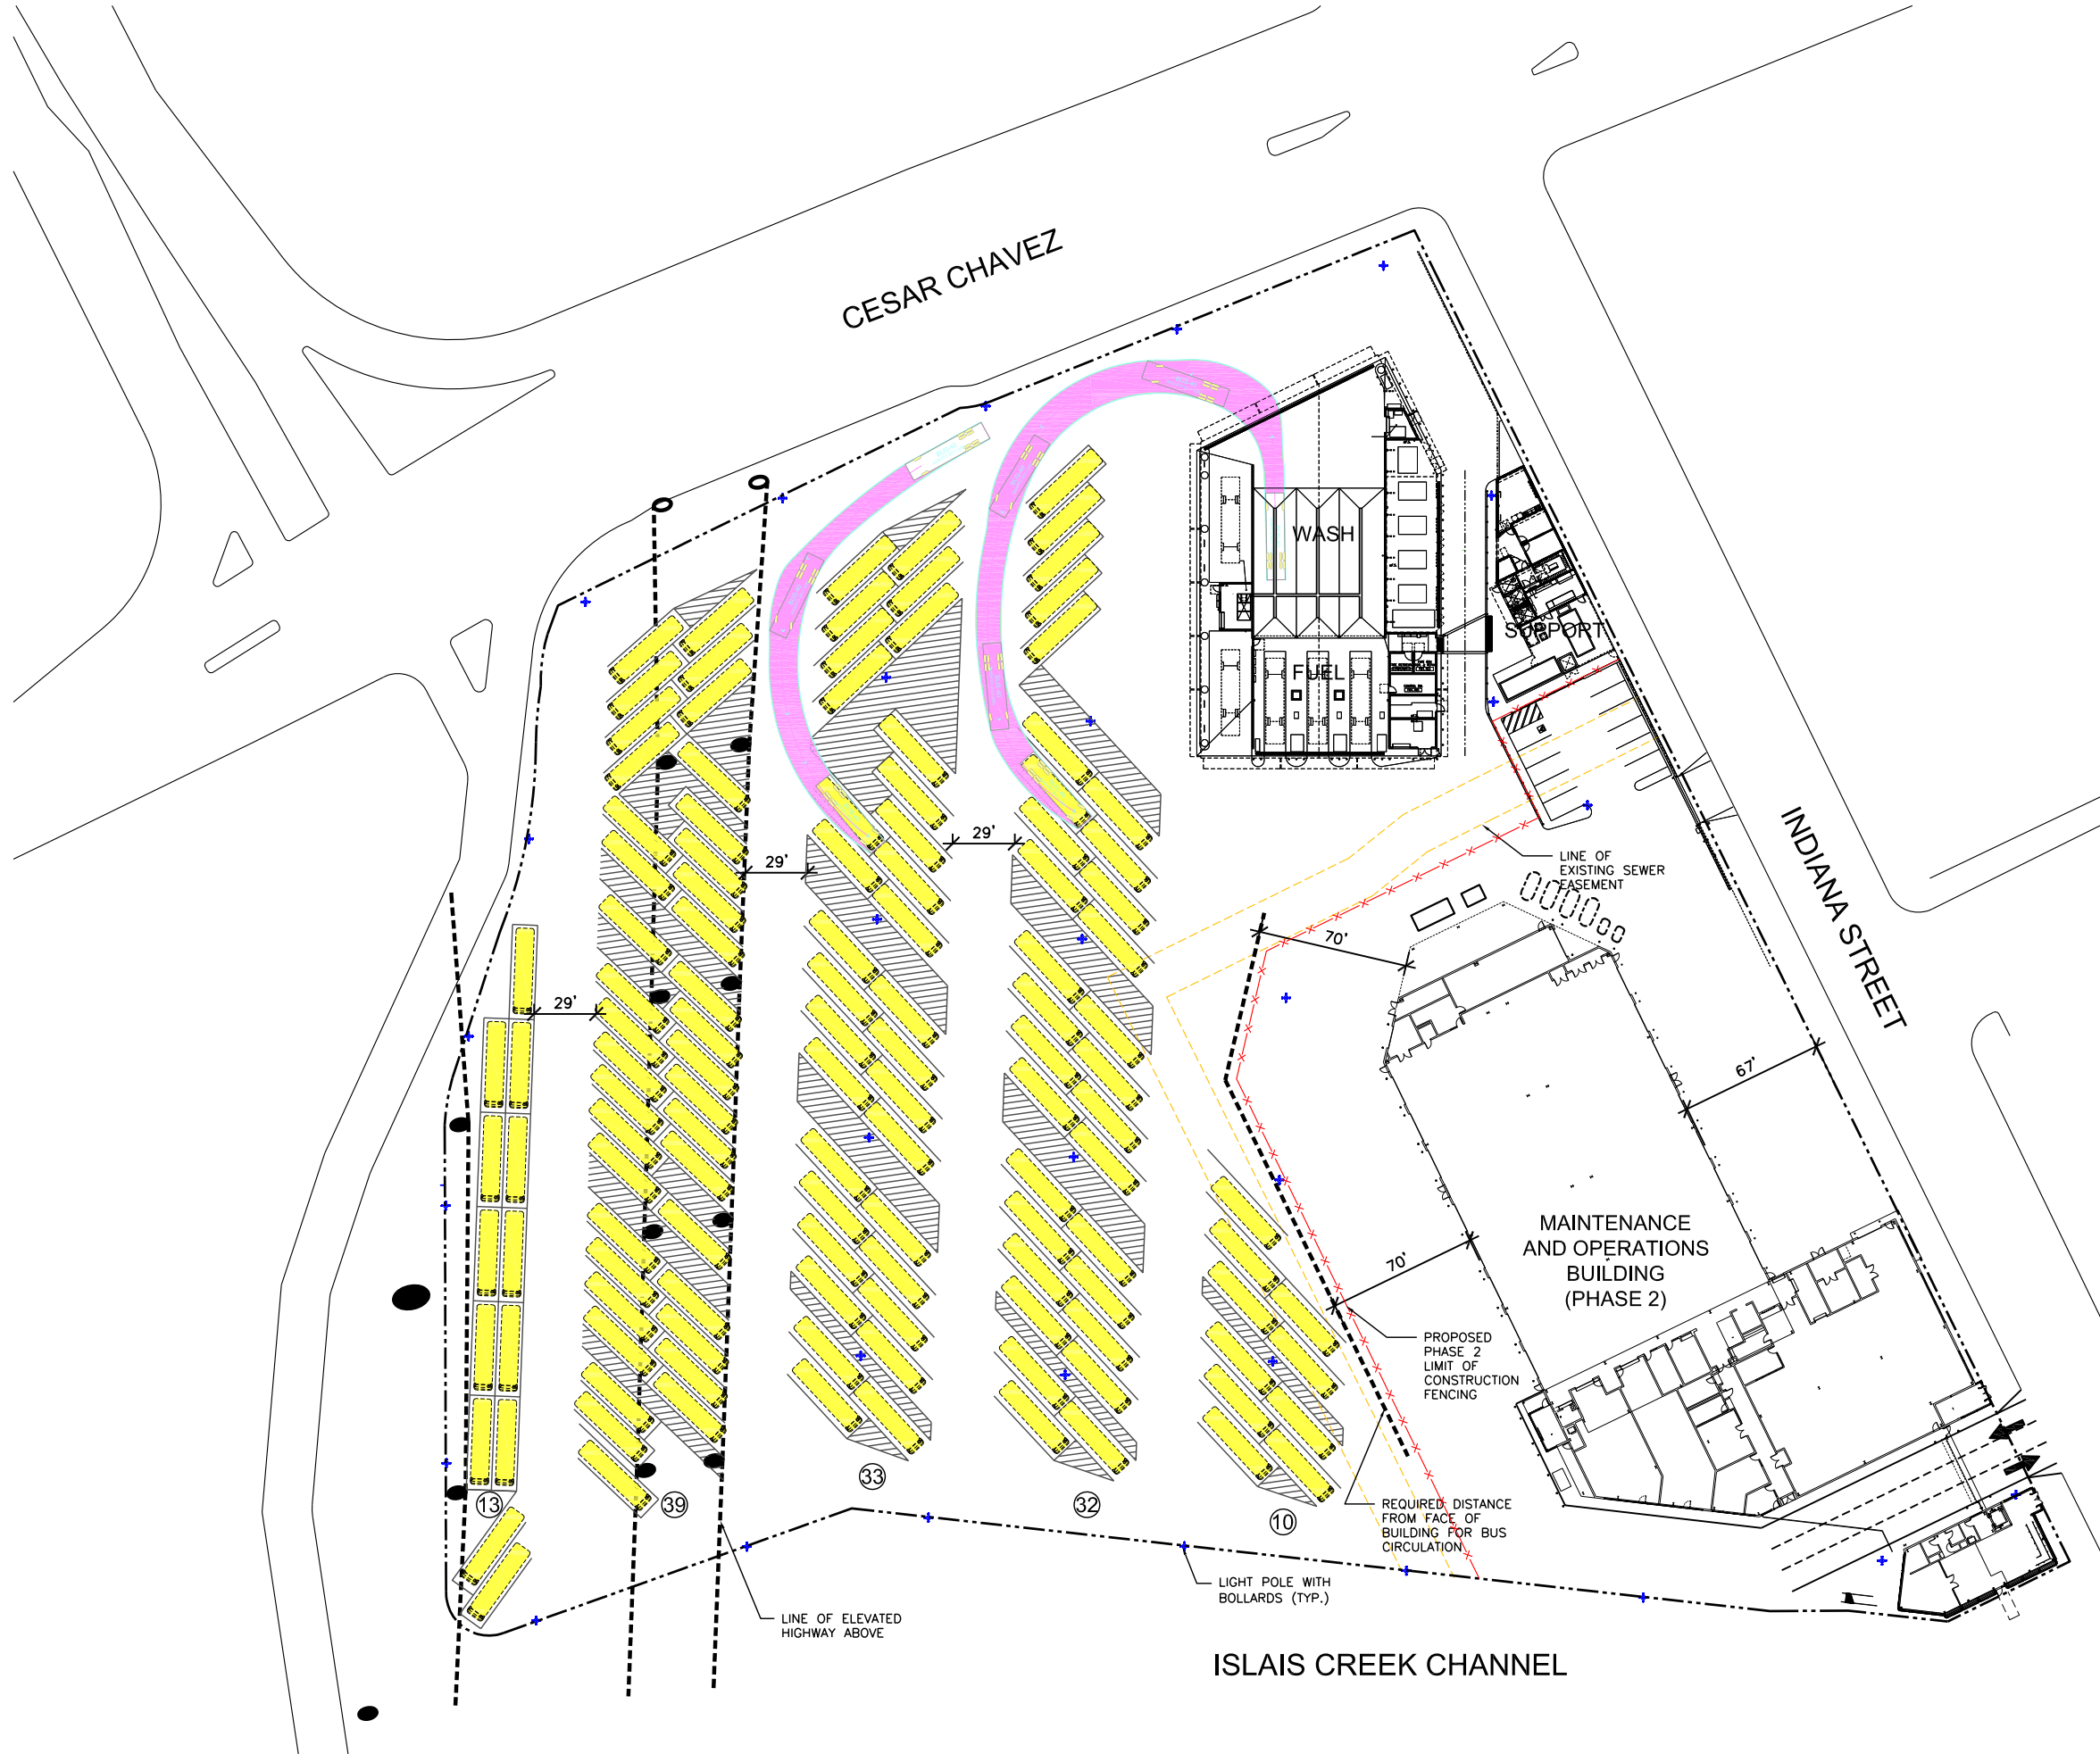 CESAR CHAVEZ
WASH
SUPPORT
FUEL
INDIANA STREET
29'
29'
LINE OF
EXISTING SEWER
EASEMENT
70'
29'
67'
MAINTENANCE
AND OPERATIONS
BUILDING
(PHASE 2)
70'
PROPOSED
PHASE 2
LIMIT OF
CONSTRUCTION
FENCING
33
13
39
32
10
REQUIRED DISTANCE
FROM FACE OF
BUILDING FOR BUS
CIRCULATION
LIGHT POLE WITH
BOLLARDS (TYP.)
LINE OF ELEVATED
HIGHWAY ABOVE
ISLAIS CREEK CHANNEL